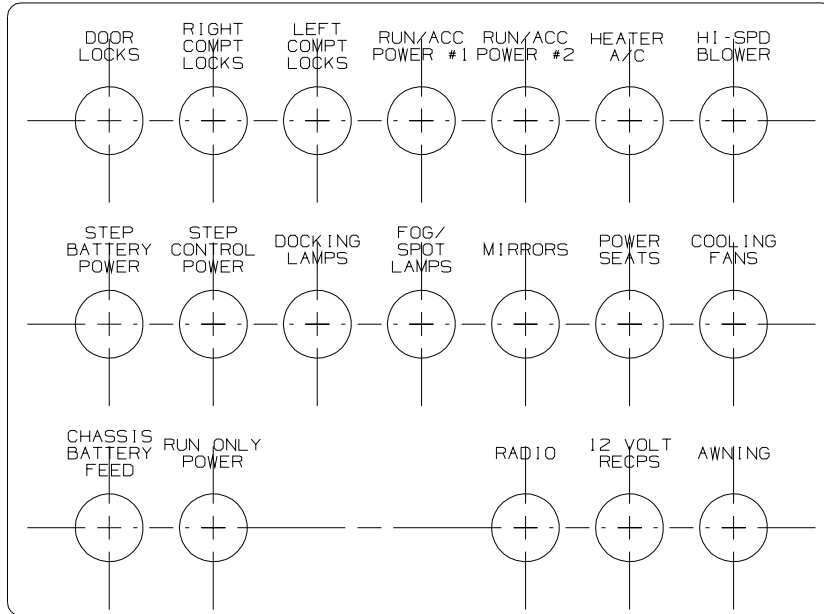 DOOR
LOCKS
RIGHT
COMPT
LOCKS
LEFT
COMPT
LOCKS
RUN/ACC
POWER #1
RUN/ACC
POWER #2
HEATER
A/C
HI-SPD
BLOWER
STEP
BATTERY
POWER
STEP
CONTROL
POWER
DOCKING
LAMPS
FOG/
SPOT
LAMPS
MIRRORS
POWER
SEATS
COOLING
FANS
CHASSIS
BATTERY
FEED
RUN ONLY
POWER
RADIO
12 VOLT
RECPS
AWNING